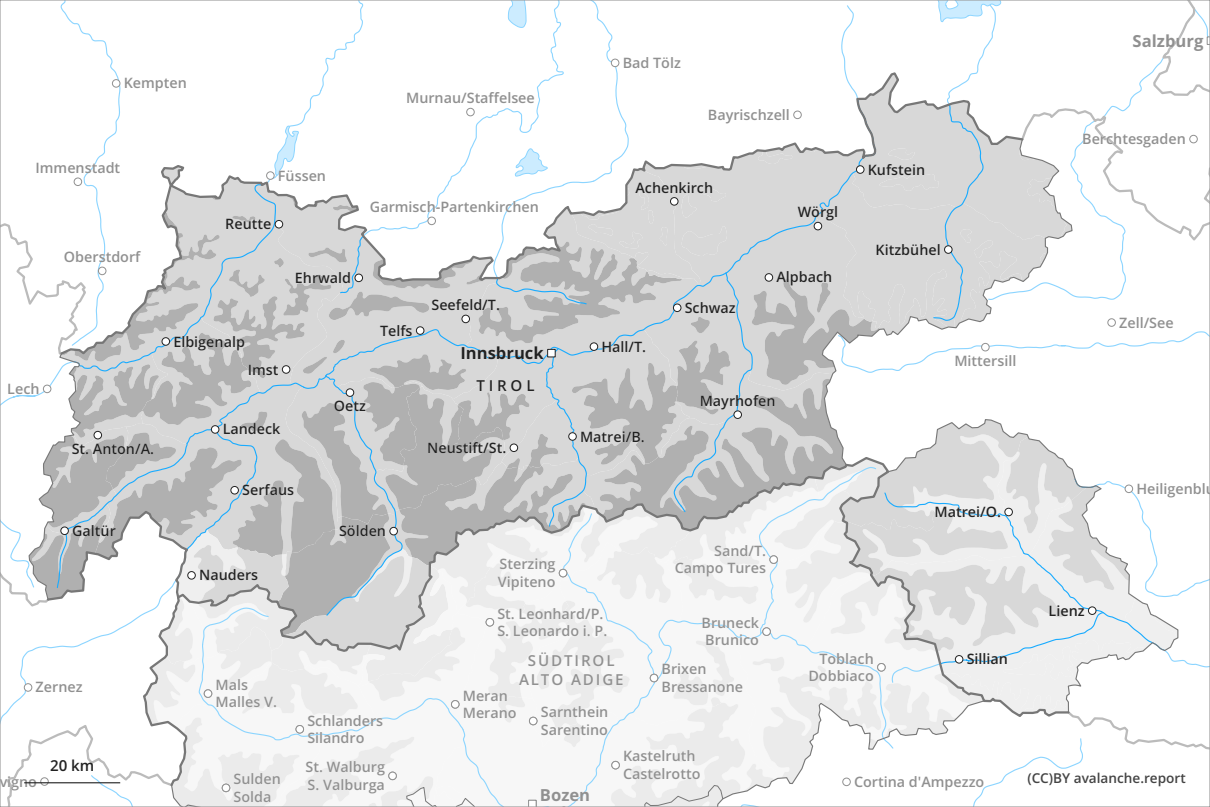 Salzburg
Bad Tölz
Kempten
Murnau/Staffelsee
Bayrischzell
Berchtesgaden
Immenstadt
Füssen
Kufstein
Achenkirch
Garmisch-Partenkirchen
Wörgl
Reutte
Kitzbühel
Oberstdorf
Ehrwald
Alpbach
Seefeld/T.
Schwaz
Zell/See
Telfs
Elbigenalp
Innsbruck
Hall/T.
Mittersill
Imst
TIROL
Lech
Oetz
Mayrhofen
Landeck
Matrei/B.
St. Anton/A.
Neustift/St.
Serfaus
Heiligenblu
Matrei/O.
Galtür
Sölden
Sand/T.
Campo Tures
Sterzing
Vipiteno
Nauders
Lienz
St. Leonhard/P.
S. Leonardo i. P.
Bruneck
Brunico
SÜDTIROL
ALTO ADIGE
Toblach
Dobbiaco
Sillian
Brixen
Bressanone
Zernez
Mals
Malles V.
Meran
Merano
Sarnthein
Sarentino
Schlanders
Silandro
Kastelruth
Castelrotto
20 km
St. Walburg
S. Valburga
vigno
Sulden
Solda
Cortina d'Ampezzo
(CC)BY avalanche.report
Bozen